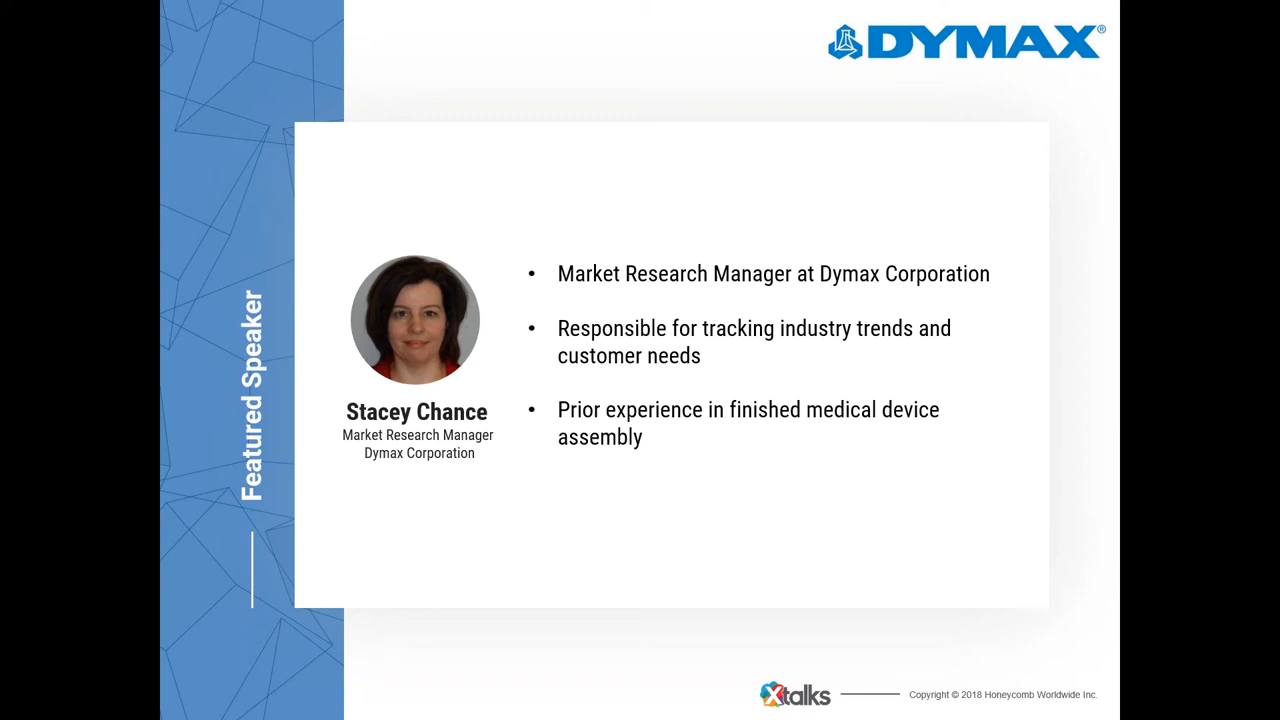 DYMAX®
Featured Speaker
Stacey Chance
Market Research Manager
Dymax Corporation
• Market Research Manager at Dymax Corporation
• Responsible for tracking industry trends and
customer needs
• Prior experience in finished medical device
assembly
Xtalks
Copyright © 2018 Honeycomb Worldwide Inc.